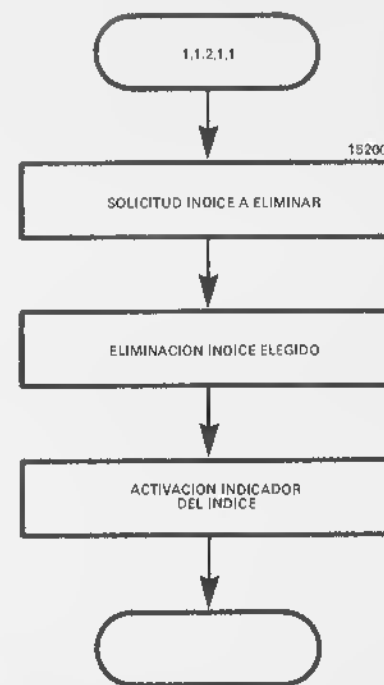 1,1,2,1,1
15200
SOLICITUD INDICE A ELIMINAR
ELIMINACION INDICE ELEGIDO
ACTIVACION INDICADOR
DEL INDICE